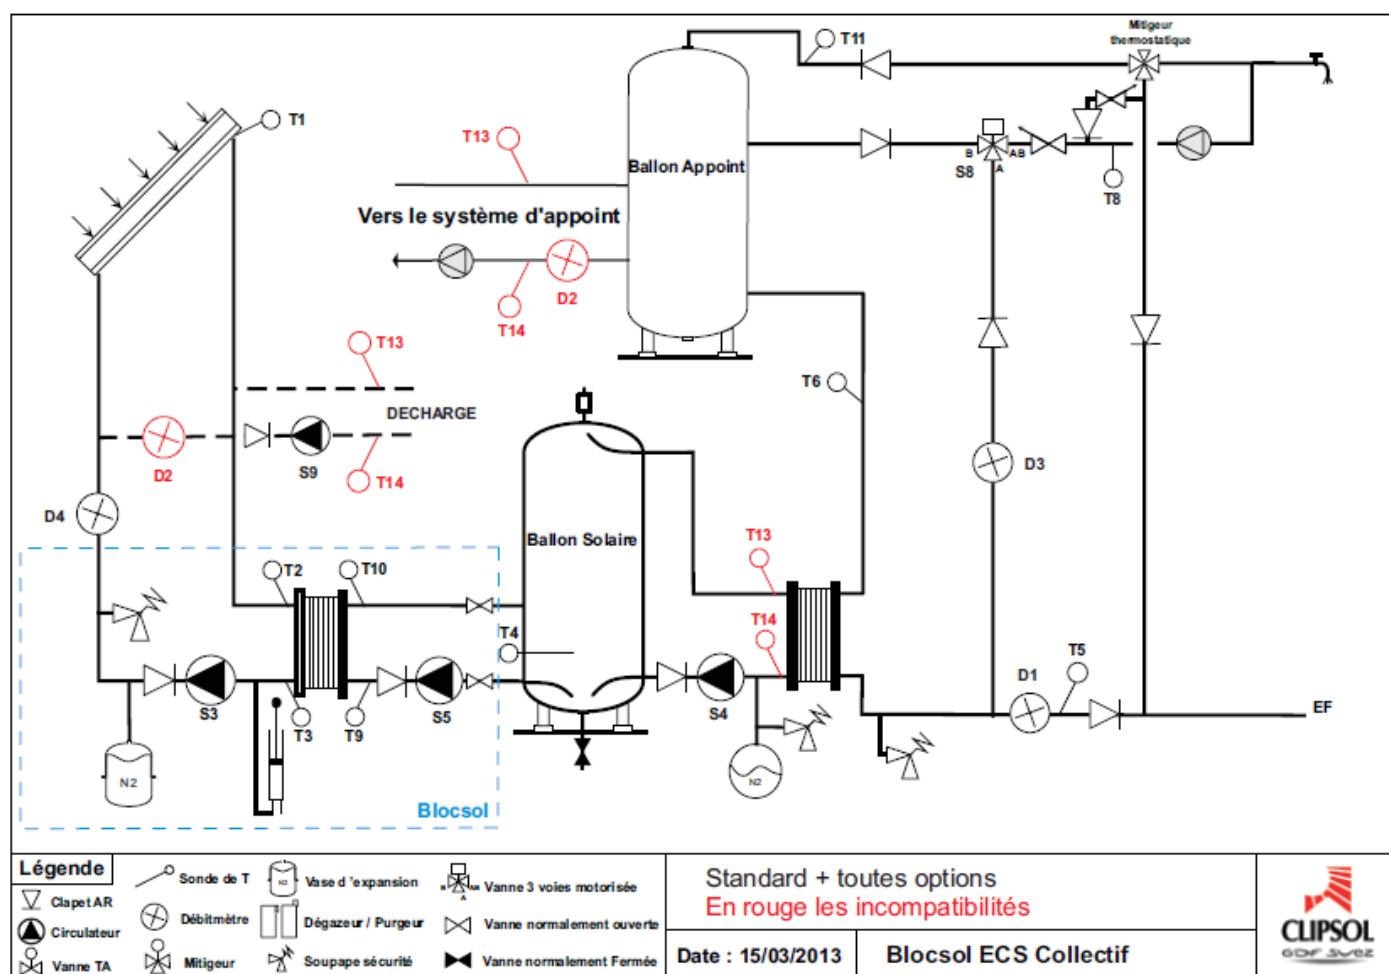 Mitigeur
thermostatique
T11
T1
T13
Ballon Appoint
B
AB
A
S8
T8
Vers le système d'appoint
T14
D2
T13
T6
DECHARGE
D2
S9
T14
D3
D4
Ballon Solaire
T13
T2
T10
T4
T14
T5
D1
S3
T3
T9
S5
S4
EF
N2
N2
Blocsol
Légende
Clapet AR
Circulateur
Vanne TA
Sonde de T
Débitmètre
Mitigeur
N2
Vase d'expansion
Dégazeur / Purgeur
Soupape sécurité
Vanne 3 voies motorisée
Vanne normalement ouverte
Vanne normalement Fermée
Standard + toutes options
En rouge les incompatibilités
Date : 15/03/2013
Blocsol ECS Collectif
CLIPSOL
GDF SVEZ